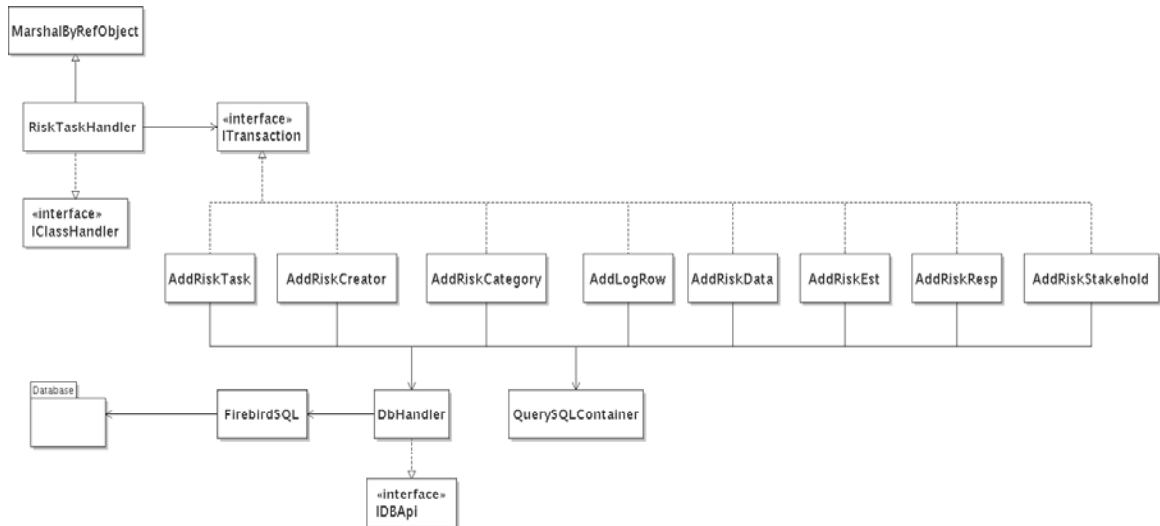 MarshalByRefObject
RiskTaskHandler
«interface»
ITransaction
«interface»
IClassHandler
AddRiskTask
AddRiskCreator
AddRiskCategory
AddLogRow
AddRiskData
AddRiskEst
AddRiskResp
AddRiskStakehold
Database
FirebirdSQL
DbHandler
QuerySQLContainer
«interface»
IDBApi